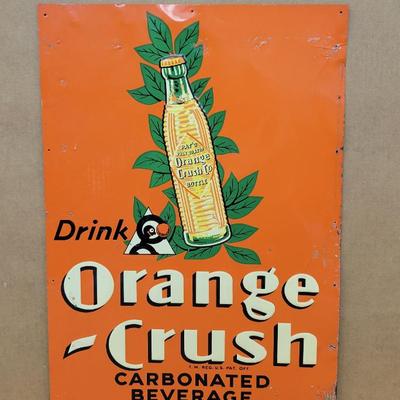 PAT'D
Orange
Crush Co
BOTTLE
Drink
Orange
-Crush
T. M. REG. U.S. PAT. OFF.
CARBONATED
BEVERAGE